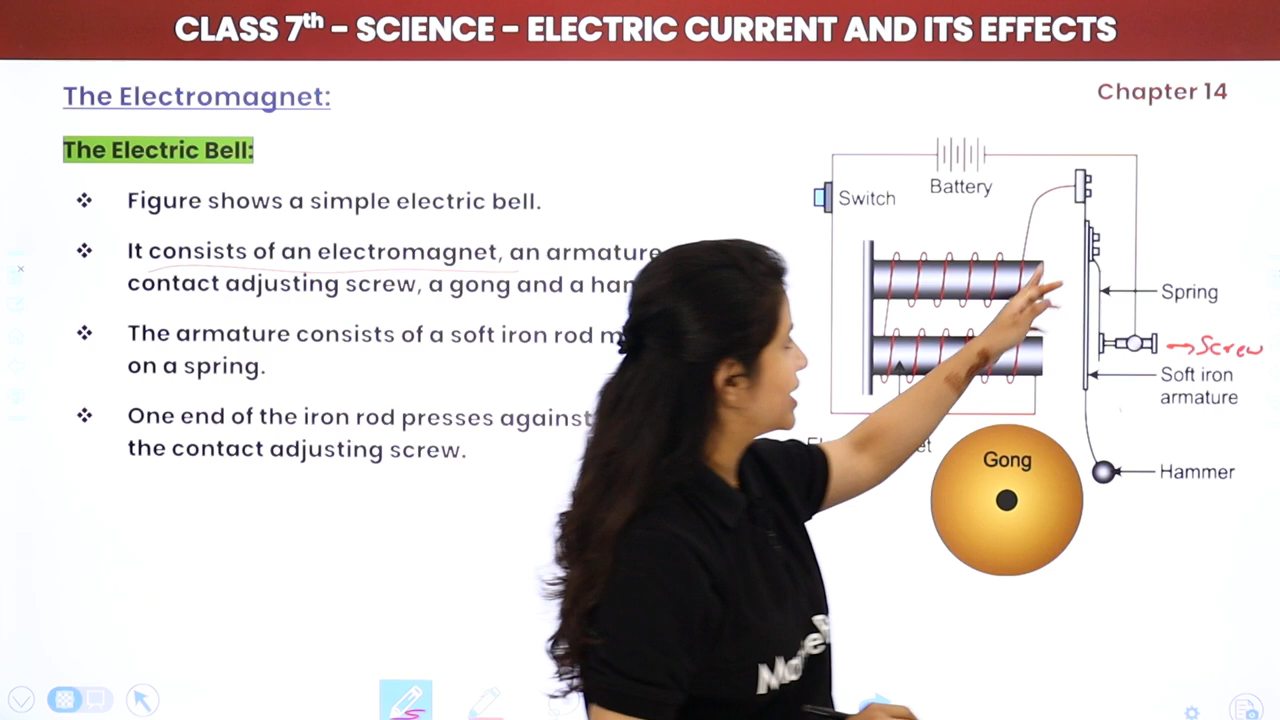 CLASS 7th – SCIENCE – ELECTRIC CURRENT AND ITS EFFECTS
The Electromagnet:
Chapter 14
The Electric Bell:
❖ Figure shows a simple electric bell.
❖ It consists of an electromagnet, an armature
contact adjusting screw, a gong and a
❖ The armature consists of a soft iron rod
on a spring.
❖ One end of the iron rod presses against
the contact adjusting screw.
Battery
Switch
Spring
→Screw
Soft iron
armature
Gong
Hammer